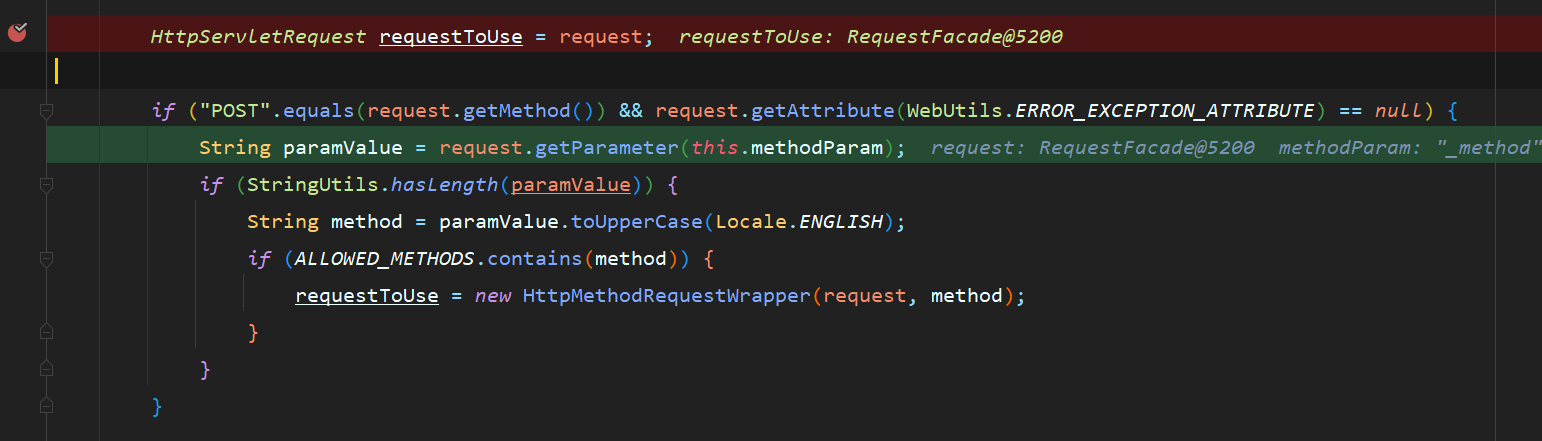 HttpServletRequest requestToUse = request; requestToUse: RequestFacade@5200
if ("POST".equals(request.getMethod()) && request.getAttribute(WebUtils.ERROR_EXCEPTION_ATTRIBUTE) == null) {
String paramValue = request.getParameter(this.methodParam); request: RequestFacade@5200 methodParam: "_method"
if (StringUtils.hasLength(paramValue)) {
String method = paramValue.toUpperCase(Locale.ENGLISH);
if (ALLOWED_METHODS.contains(method)) {
requestToUse = new HttpMethodRequestWrapper(request, method);
}
}
}